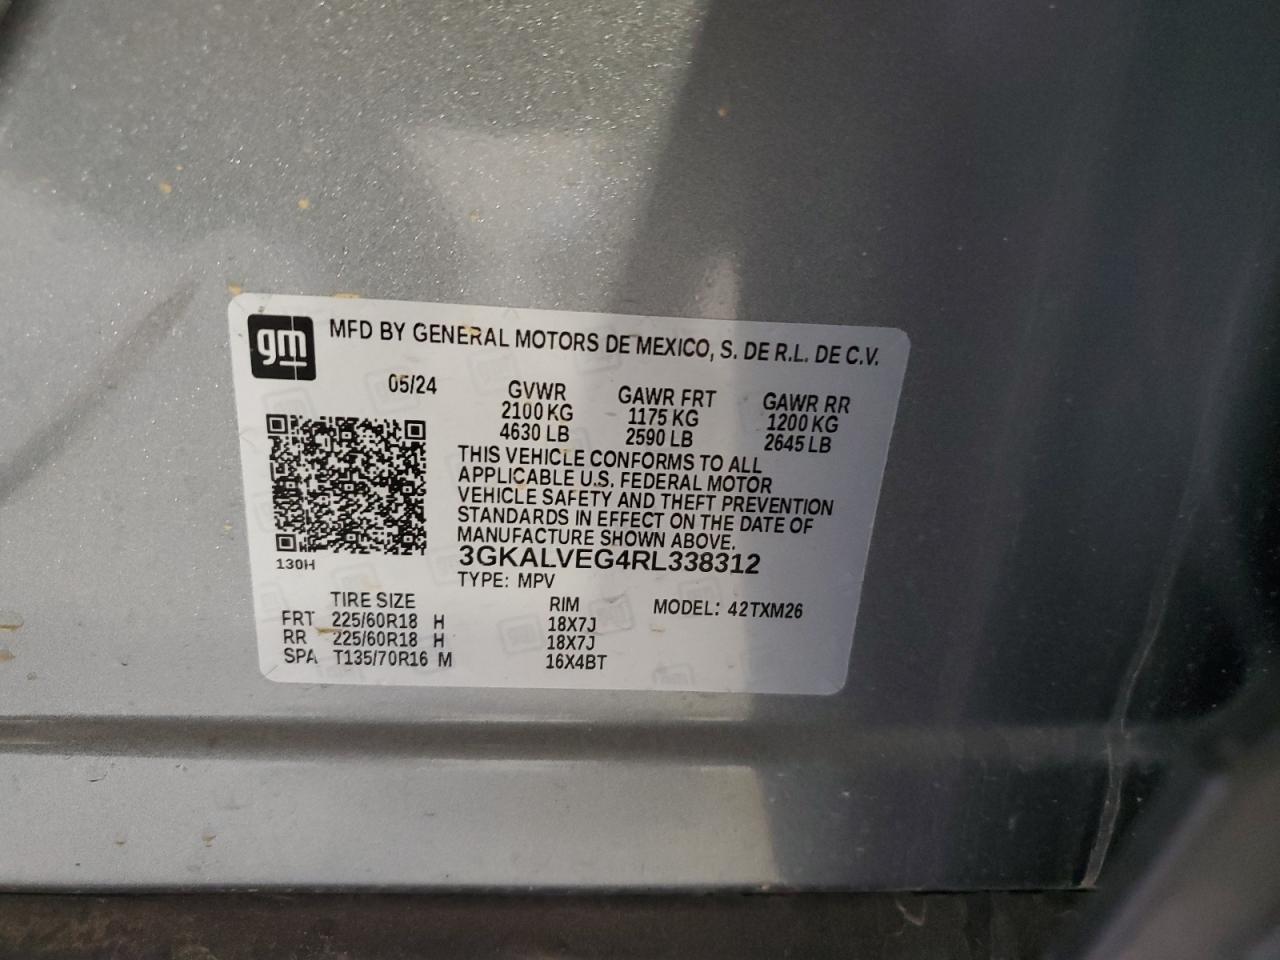 gm
MFD BY GENERAL MOTORS DE MEXICO, S. DE R.L. DE C.V.
05/24 GVWR GAWR FRT GAWR RR
2100 KG 1175 KG 1200 KG
4630 LB 2590 LB 2645 LB
THIS VEHICLE CONFORMS TO ALL
APPLICABLE U.S. FEDERAL MOTOR
VEHICLE SAFETY AND THEFT PREVENTION
STANDARDS IN EFFECT ON THE DATE OF
MANUFACTURE SHOWN ABOVE.
3GKALVEG4RL338312
130H
TYPE: MPV
TIRE SIZE RIM MODEL: 42TXM26
FRT 225/60R18 H 18X7J
RR 225/60R18 H 18X7J
SPA T135/70R16 M 16X4BT